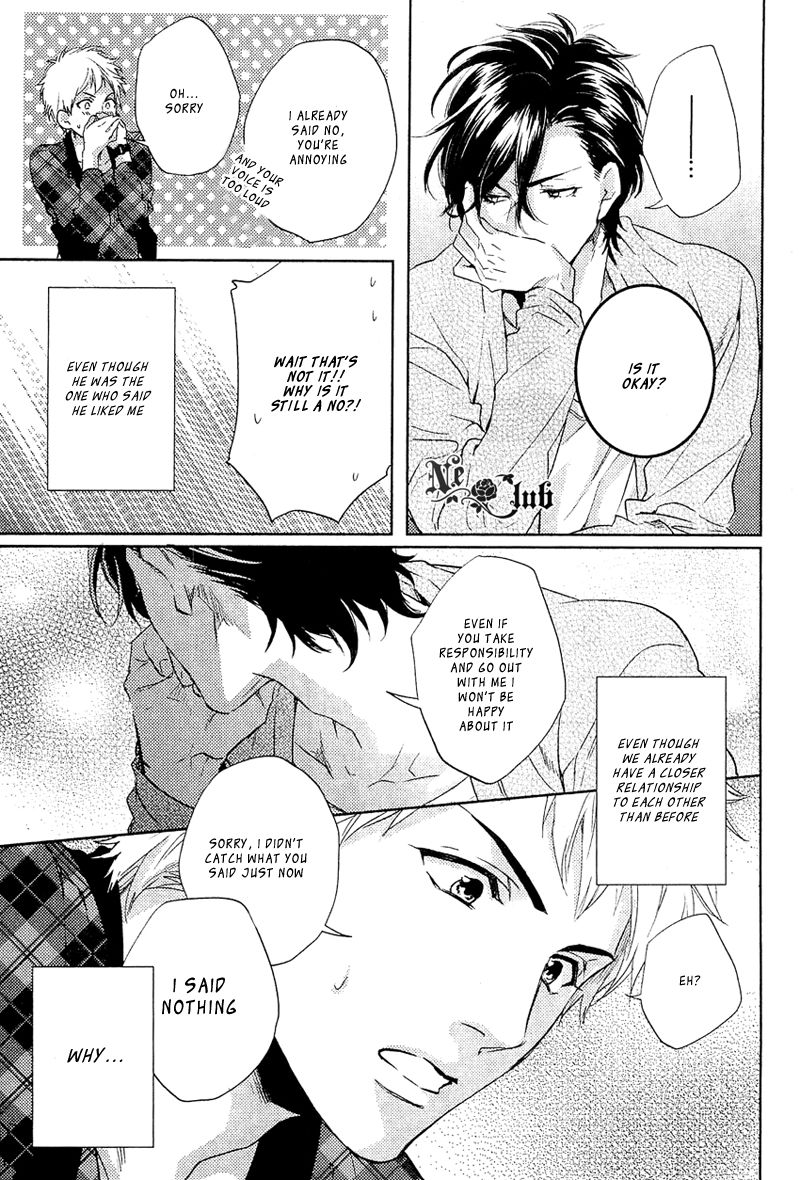 IS IT
OKAY?
I ALREADY
SAID NO,
YOU'RE
ANNOYING
AND YOUR
VOICE IS
TOO LOUD
OH...
SORRY
WAIT THAT'S
NOT IT!!
WHY IS IT
STILL A NO?!
EVEN THOUGH
HE WAS THE
ONE WHO SAID
HE LIKED ME
Ne
Club
EVEN IF
YOU TAKE
RESPONSIBILITY
AND GO OUT
WITH ME I
WON'T BE
HAPPY
ABOUT IT
EVEN THOUGH
WE ALREADY
HAVE A CLOSER
RELATIONSHIP
TO EACH OTHER
THAN BEFORE
EH?
SORRY, I DIDN'T
CATCH WHAT YOU
SAID JUST NOW
I SAID
NOTHING
WHY...